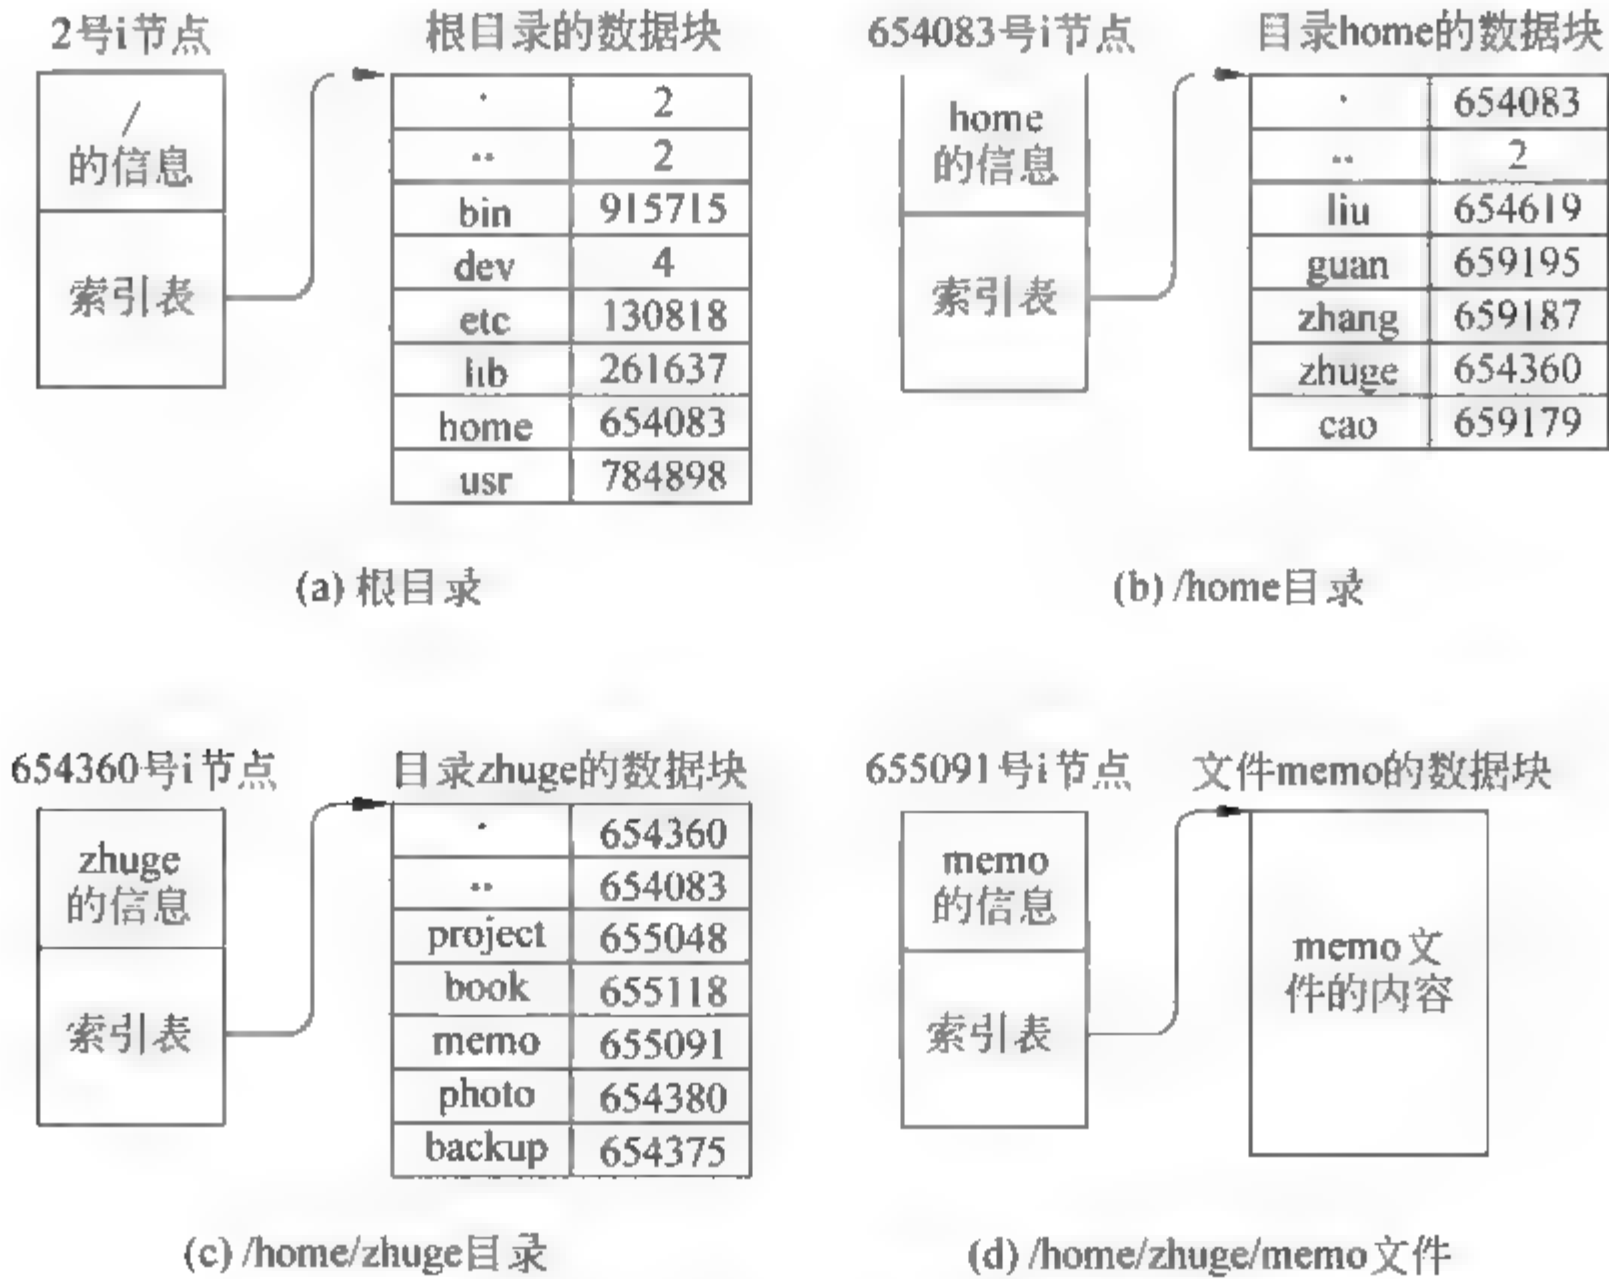 2号i节点
根目录的数据块
/
的信息
索引表
. 2
.. 2
bin 915715
dev 4
etc 130818
lib 261637
home 654083
usr 784898
(a) 根目录
654083号i节点
目录home的数据块
home
的信息
索引表
. 654083
.. 2
liu 654619
guan 659195
zhang 659187
zhuge 654360
cao 659179
(b) /home目录
654360号i节点
目录zhuge的数据块
zhuge
的信息
索引表
. 654360
.. 654083
project 655048
book 655118
memo 655091
photo 654380
backup 654375
(c) /home/zhuge目录
655091号i节点
文件memo的数据块
memo
的信息
索引表
memo文
件的内容
(d) /home/zhuge/memo文件